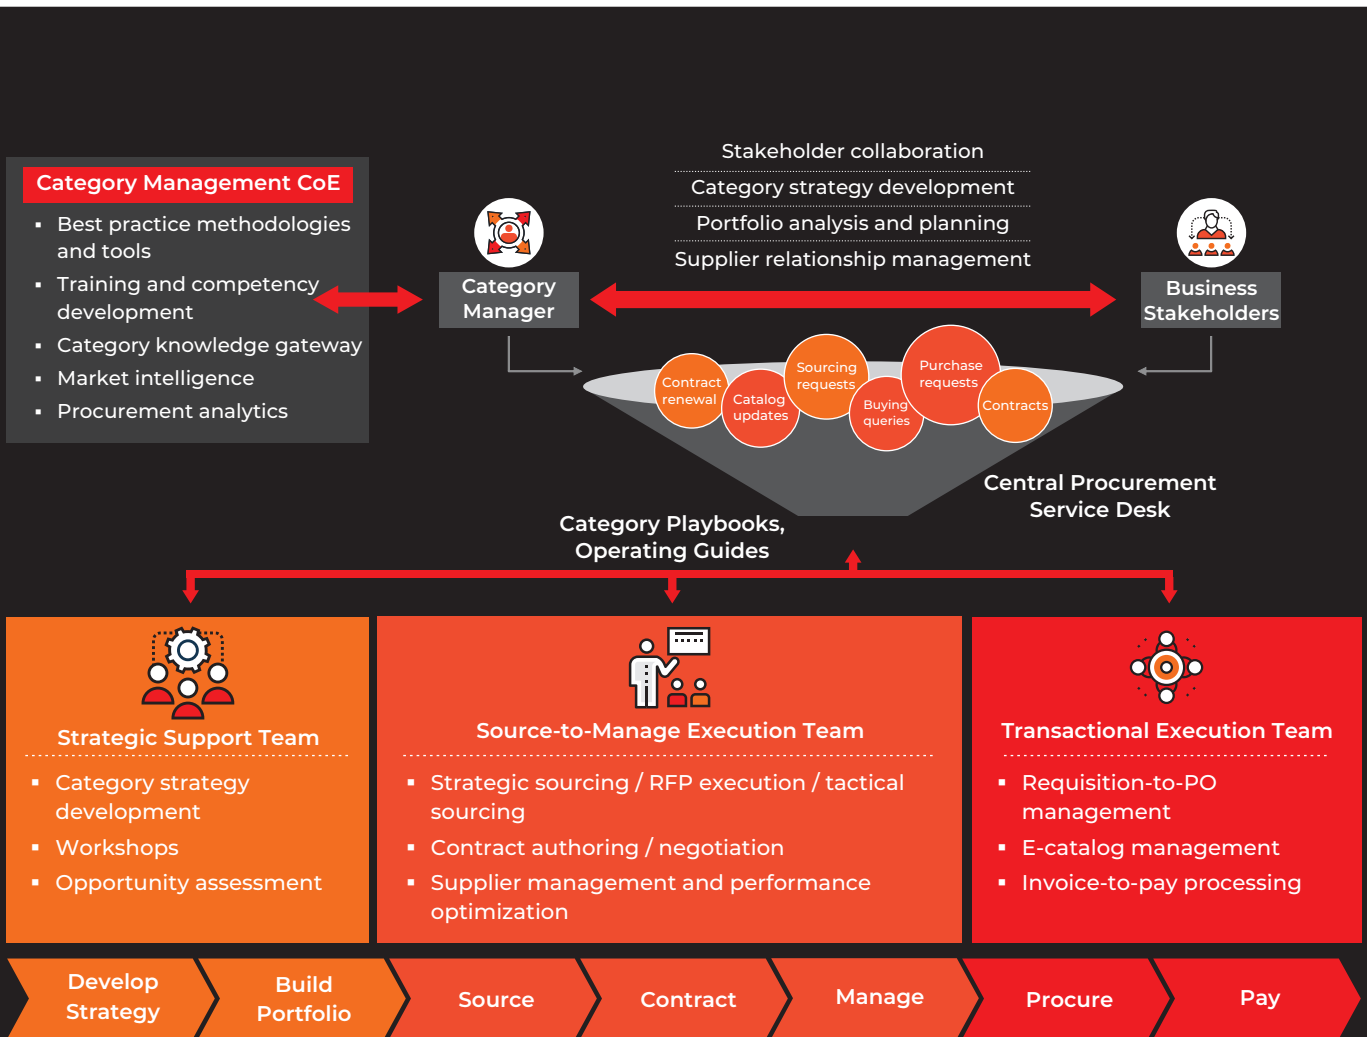 Category Management CoE
▪ Best practice methodologies
and tools
▪ Training and competency
development
▪ Category knowledge gateway
▪ Market intelligence
▪ Procurement analytics
Category
Manager
Stakeholder collaboration
Category strategy development
Portfolio analysis and planning
Supplier relationship management
Business
Stakeholders
Contract
renewal
Catalog
updates
Sourcing
requests
Buying
queries
Purchase
requests
Contracts
Central Procurement
Service Desk
Category Playbooks,
Operating Guides
Strategic Support Team
▪ Category strategy
development
▪ Workshops
▪ Opportunity assessment
Source-to-Manage Execution Team
▪ Strategic sourcing / RFP execution / tactical
sourcing
▪ Contract authoring / negotiation
▪ Supplier management and performance
optimization
Transactional Execution Team
▪ Requisition-to-PO
management
▪ E-catalog management
▪ Invoice-to-pay processing
Develop
Strategy
Build
Portfolio
Source
Contract
Manage
Procure
Pay